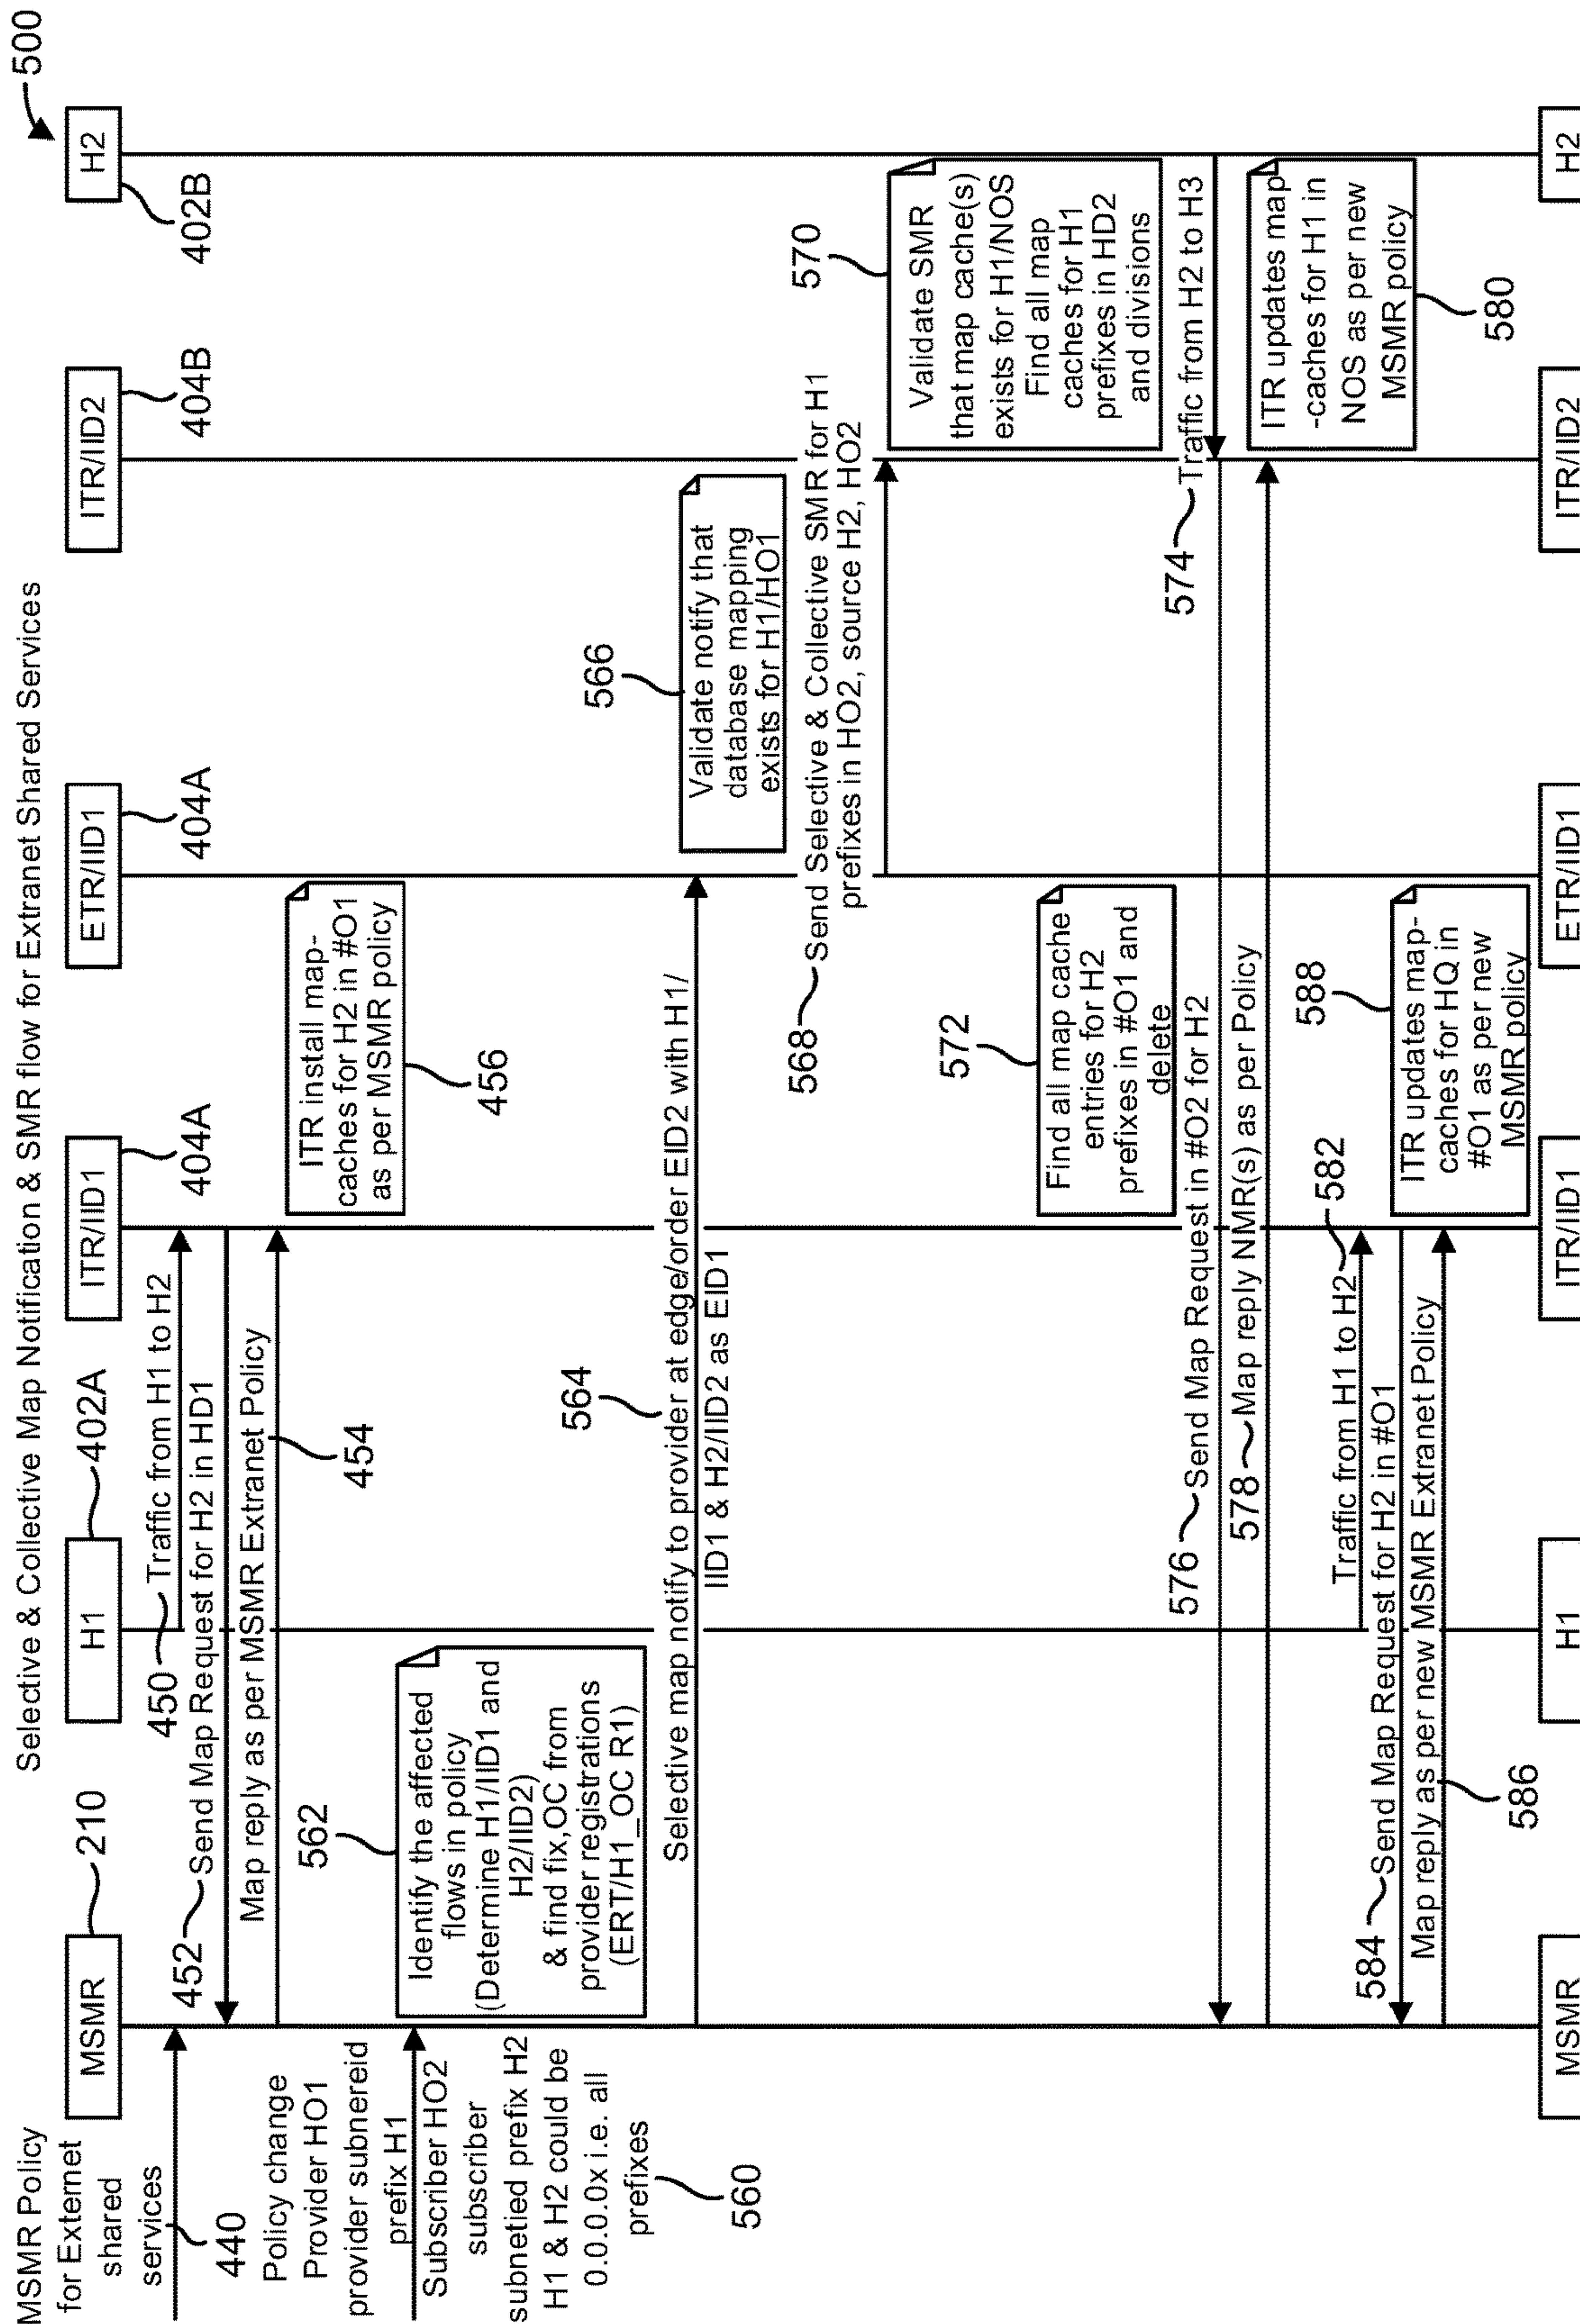 Selective & Collective Map Notification & SMR flow for Extranet Shared Services
500
MSMR
210
H1
402A
ITR/IID1
404A
ETR/IID1
404A
ITR/IID2
404B
H2
402B
MSMR Policy
for Externet
shared
services
440
450
Traffic from H1 to H2
452
Send Map Request for H2 in HD1
Map reply as per MSMR Extranet Policy
454
ITR install map-
caches for H2 in #O1
as per MSMR policy
456
Policy change
Provider HO1
provider subnereid
prefix H1
Subscriber HO2
subscriber
subnetied prefix H2
H1 & H2 could be
0.0.0.0x i.e. all
prefixes
560
562
Identify the affected
flows in policy
(Determine H1/IID1 and
H2/IID2)
& find fix,OC from
provider registrations
(ERT/H1_OC R1)
564
Selective map notify to provider at edge/order EID2 with H1/
IID1 & H2/IID2 as EID1
566
Validate notify that
database mapping
exists for H1/HO1
568
Send Selective & Collective SMR for H1
prefixes in HO2, source H2, HO2
570
Validate SMR
that map cache(s)
exists for H1/NOS
Find all map
caches for H1
prefixes in HD2
and divisions
572
Find all map cache
entries for H2
prefixes in #O1 and
delete
574
Traffic from H2 to H3
576
Send Map Request in #O2 for H2
578
Map reply NMR(s) as per Policy
ITR updates map
-caches for H1 in
NOS as per new
MSMR policy
580
Traffic from H1 to H2
582
584
Send Map Request for H2 in #O1
Map reply as per new MSMR Extranet Policy
586
588
ITR updates map-
caches for HQ in
#O1 as per new
MSMR policy
MSMR
H1
ITR/IID1
ETR/IID1
ITR/IID2
H2